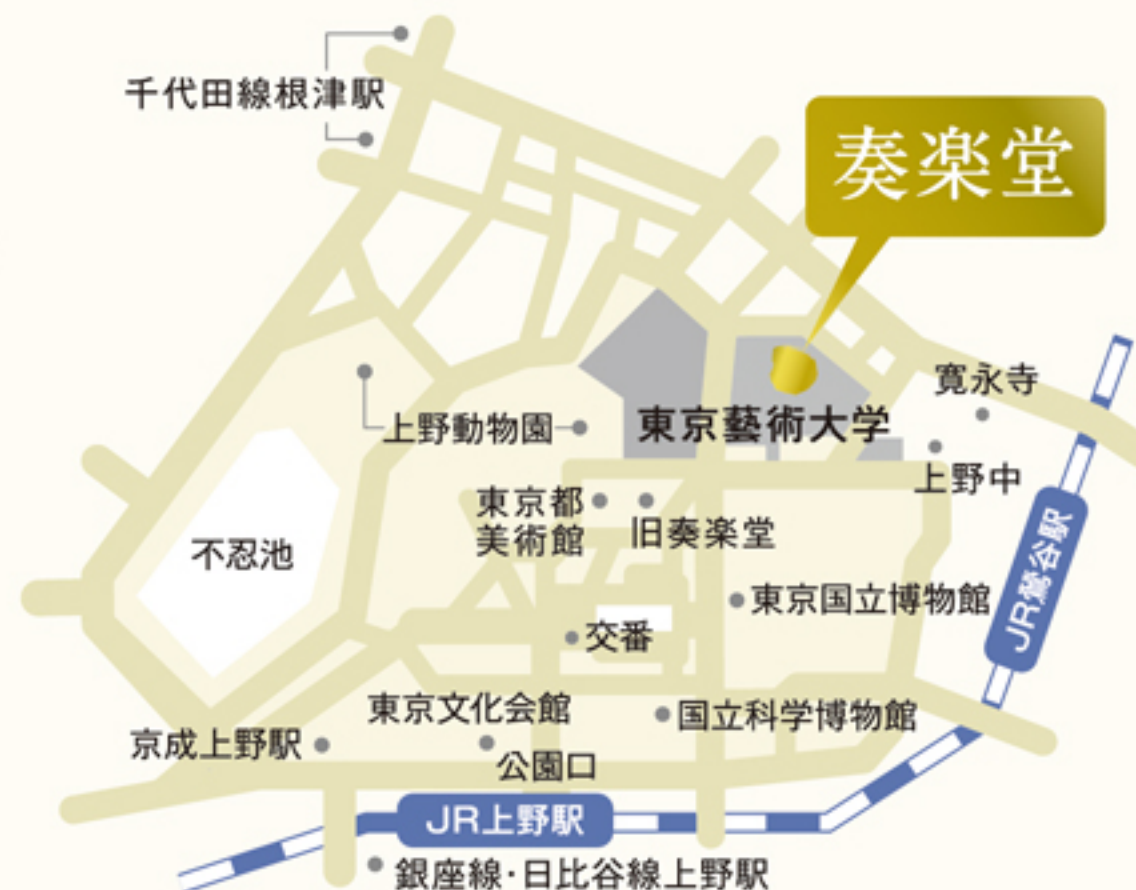 千代田線根津駅
奏楽堂
寛永寺
上野動物園
東京藝術大学
上野中
東京都
美術館
旧奏楽堂
不忍池
東京国立博物館
JR鶯谷駅
交番
東京文化会館
国立科学博物館
京成上野駅
公園口
JR上野駅
銀座線・日比谷線上野駅